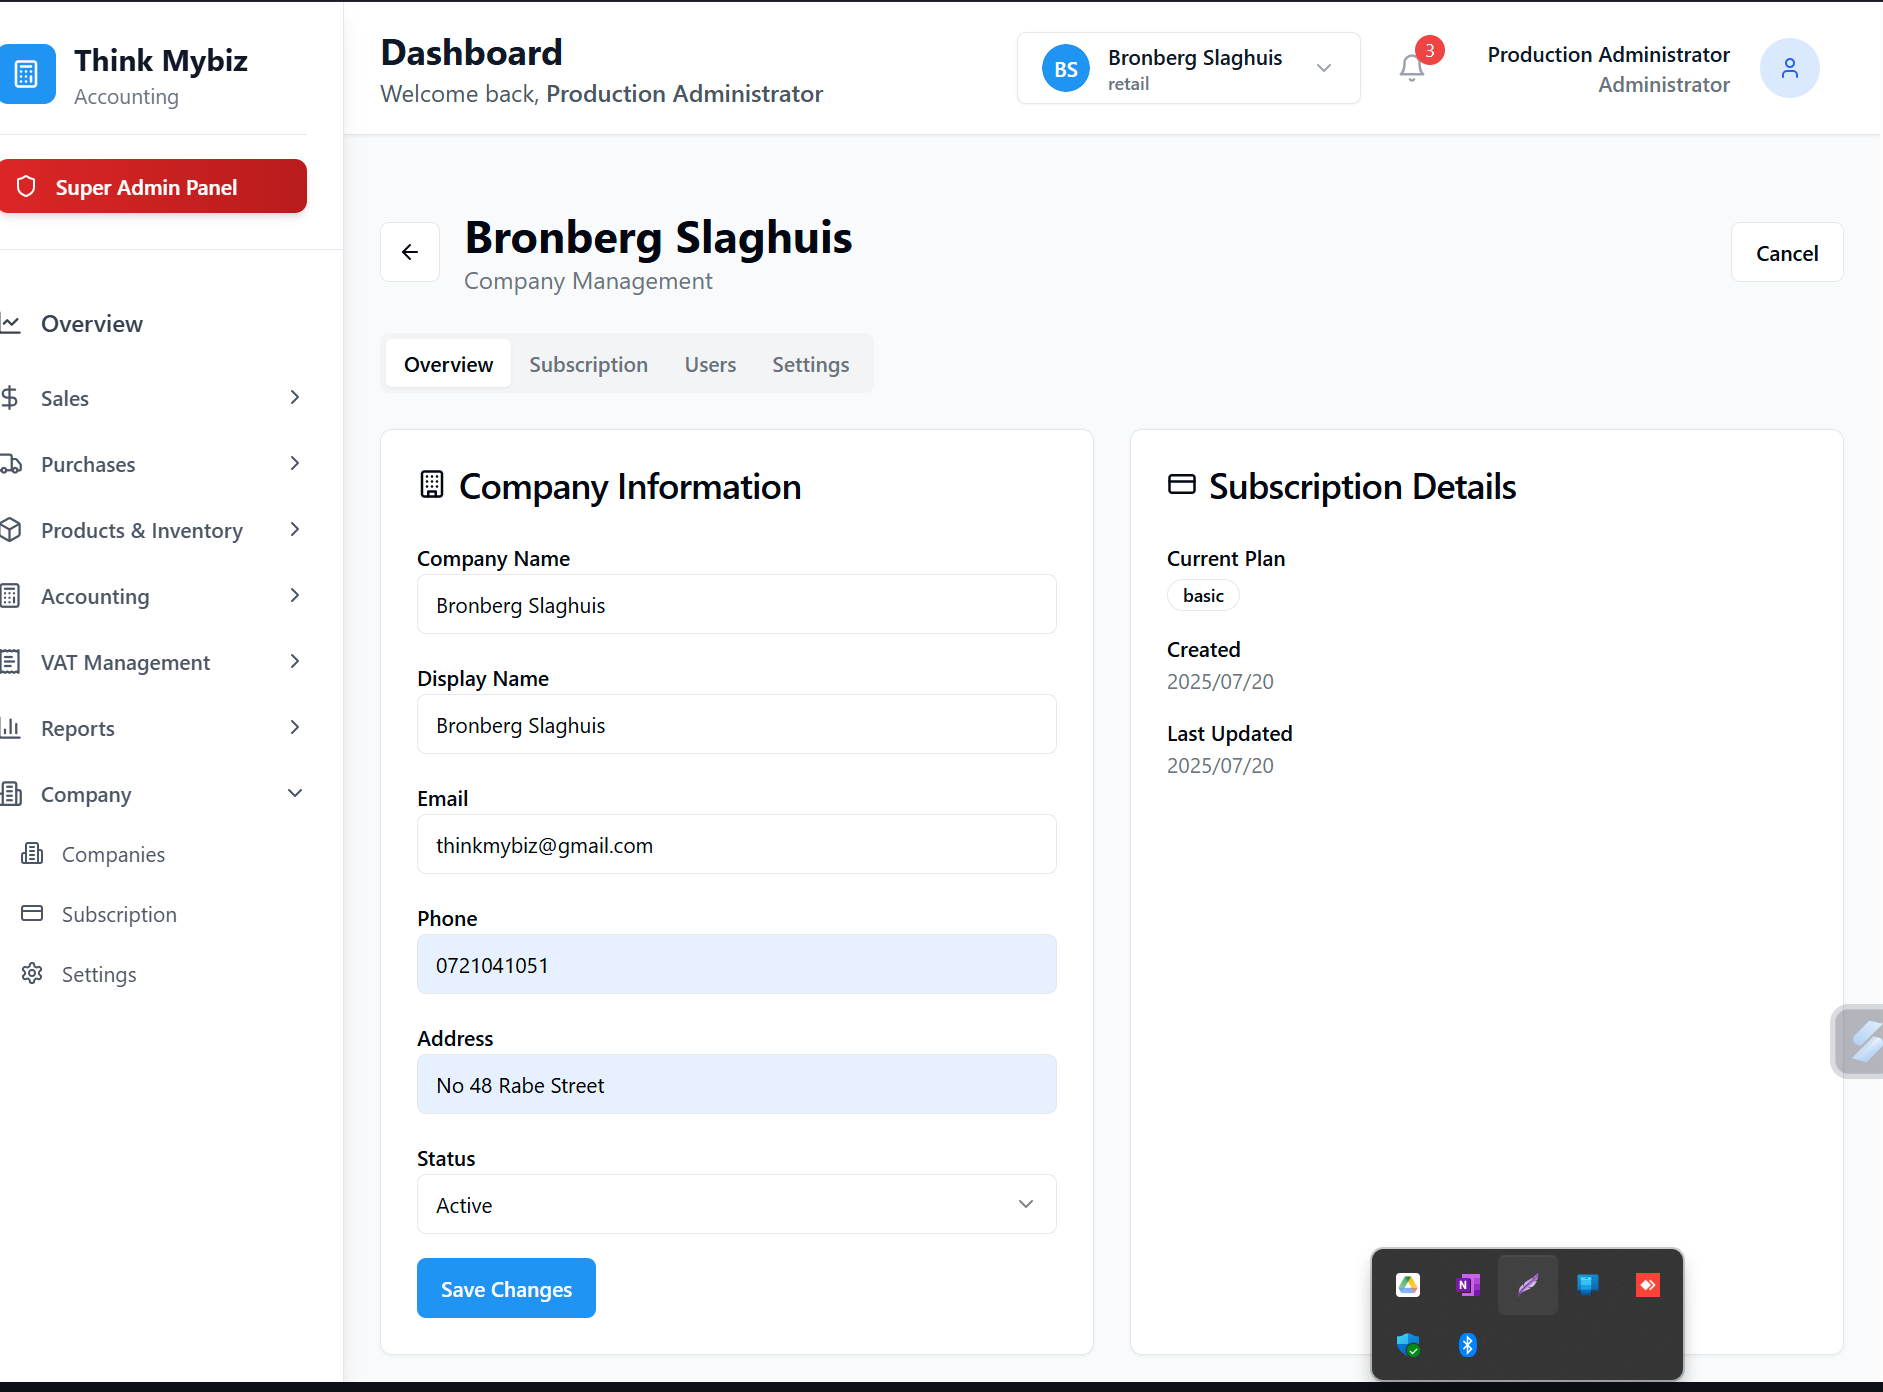 Think Mybiz
Accounting
Super Admin Panel
Overview
Sales
Purchases
Products & Inventory
Accounting
VAT Management
Reports
Company
Companies
Subscription
Settings
Dashboard
Welcome back, Production Administrator
BS
Bronberg Slaghuis
retail
3
Production Administrator
Administrator
Bronberg Slaghuis
Company Management
Cancel
Overview
Subscription
Users
Settings
Company Information
Company Name
Bronberg Slaghuis
Display Name
Bronberg Slaghuis
Email
thinkmybiz@gmail.com
Phone
0721041051
Address
No 48 Rabe Street
Status
Active
Save Changes
Subscription Details
Current Plan
basic
Created
2025/07/20
Last Updated
2025/07/20
N